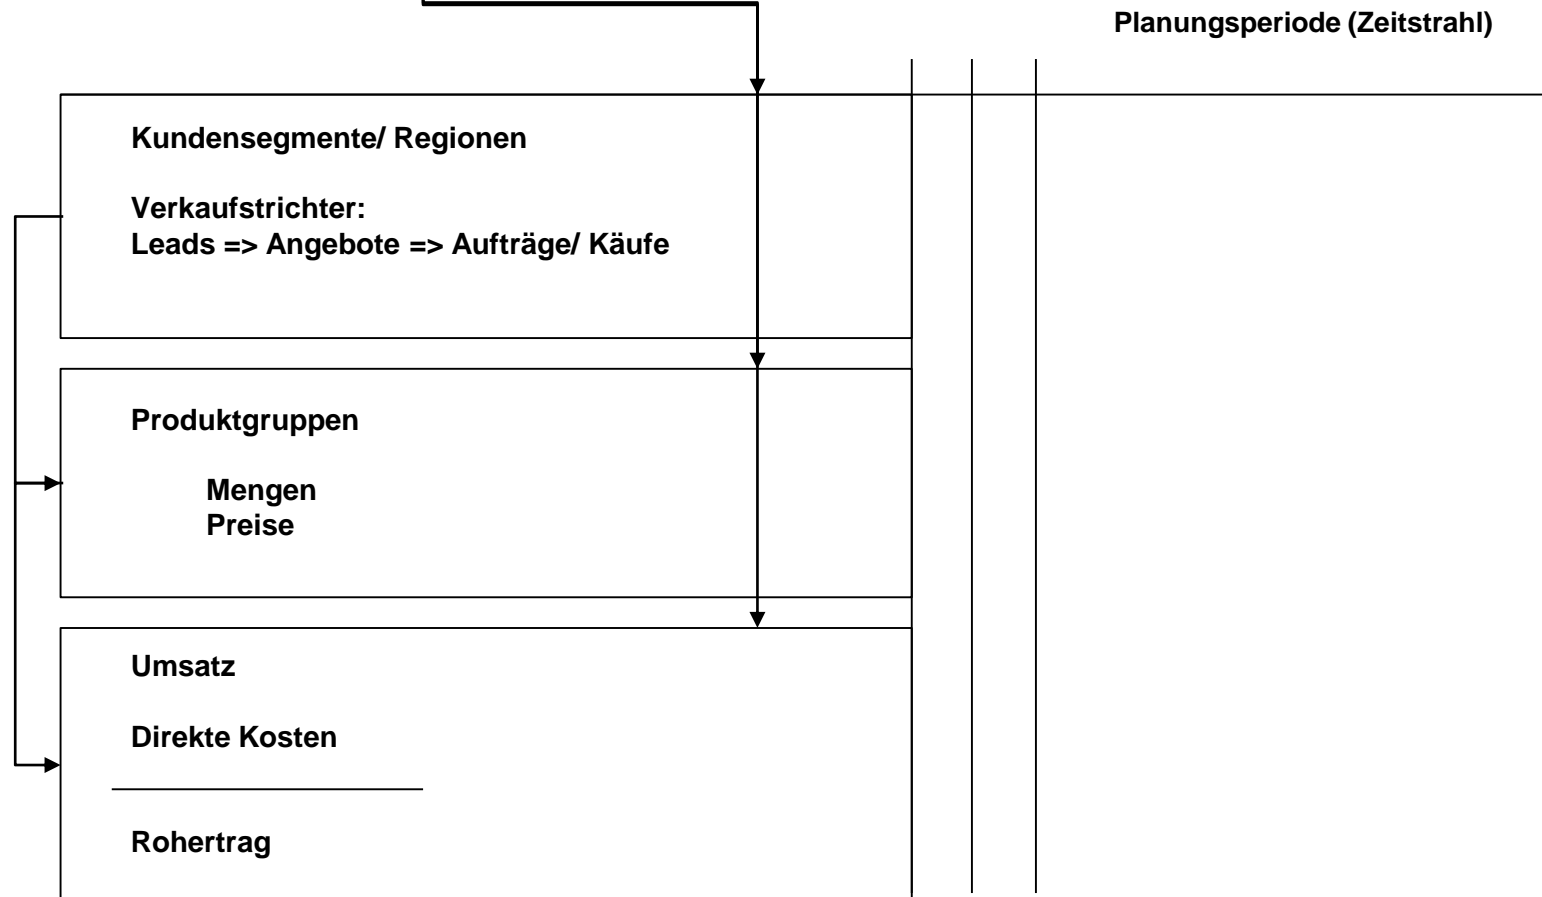 Planungsperiode (Zeitstrahl)
Kundensegmente/ Regionen
Verkaufstrichter:
Leads => Angebote => Aufträge/ Käufe
Produktgruppen
Mengen
Preise
Umsatz
Direkte Kosten
Rohertrag